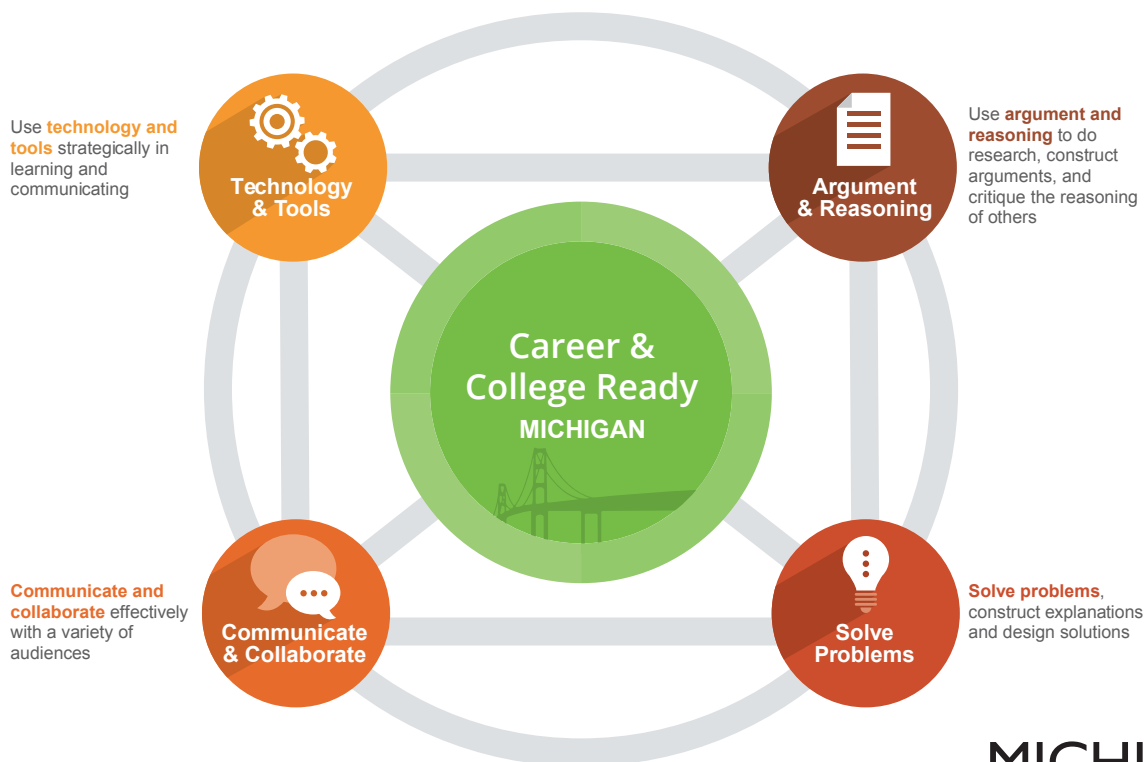 Use technology and
tools strategically in
learning and
communicating
Technology
& Tools
Argument
& Reasoning
Use argument and
reasoning to do
research, construct
arguments, and
critique the reasoning
of others
Career &
College Ready
MICHIGAN
Communicate and
collaborate effectively
with a variety of
audiences
Communicate
& Collaborate
Solve
Problems
Solve problems,
construct explanations
and design solutions
MICHI